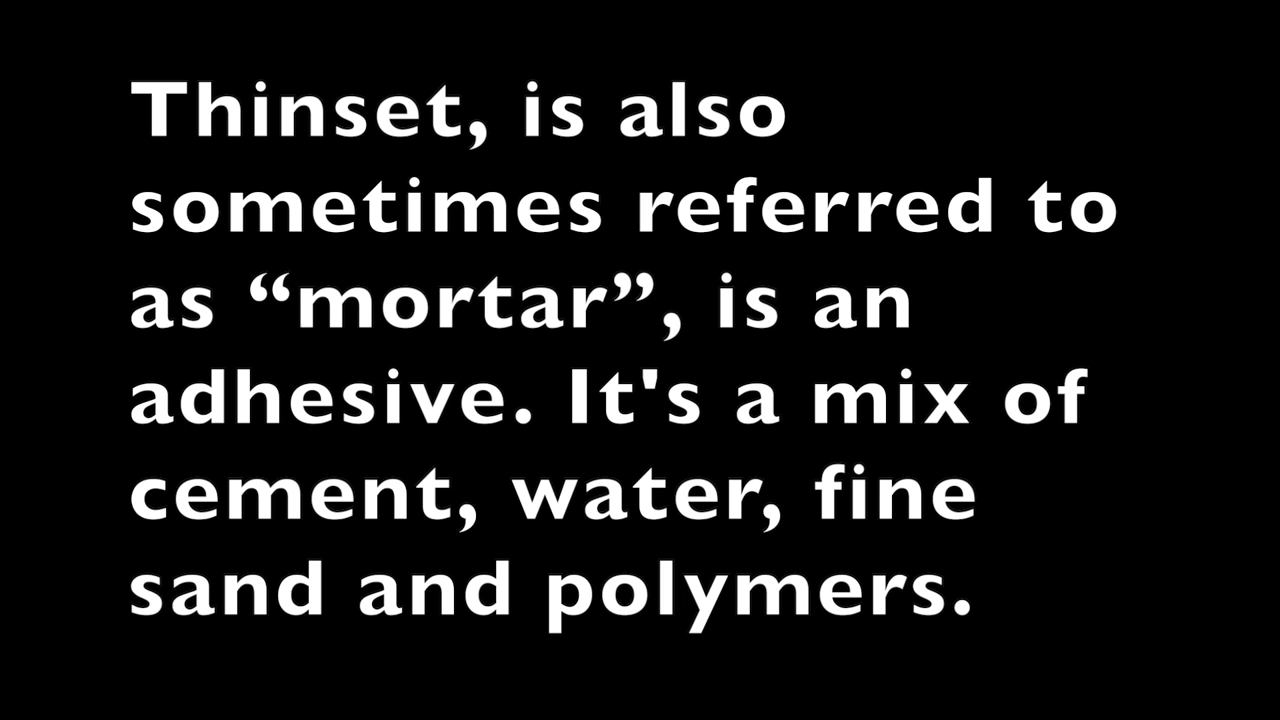 Thinset, is also
sometimes referred to
as “mortar”, is an
adhesive. It's a mix of
cement, water, fine
sand and polymers.